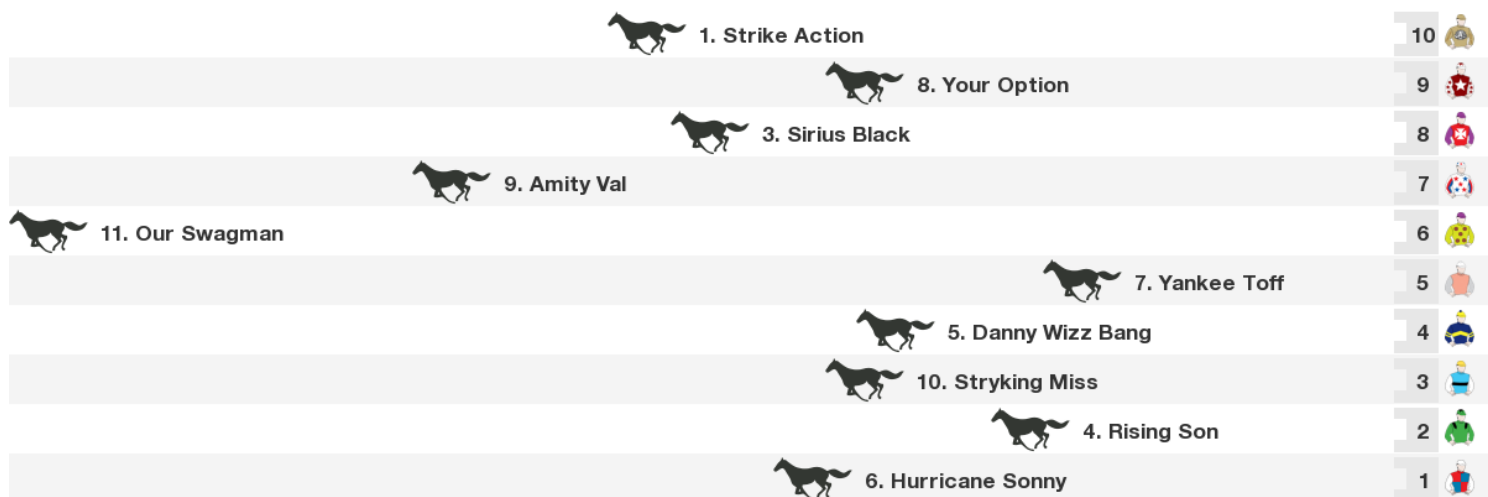 1. Strike Action 10
8. Your Option 9
3. Sirius Black 8
9. Amity Val 7
11. Our Swagman 6
7. Yankee Toff 5
5. Danny Wizz Bang 4
10. Stryking Miss 3
4. Rising Son 2
6. Hurricane Sonny 1